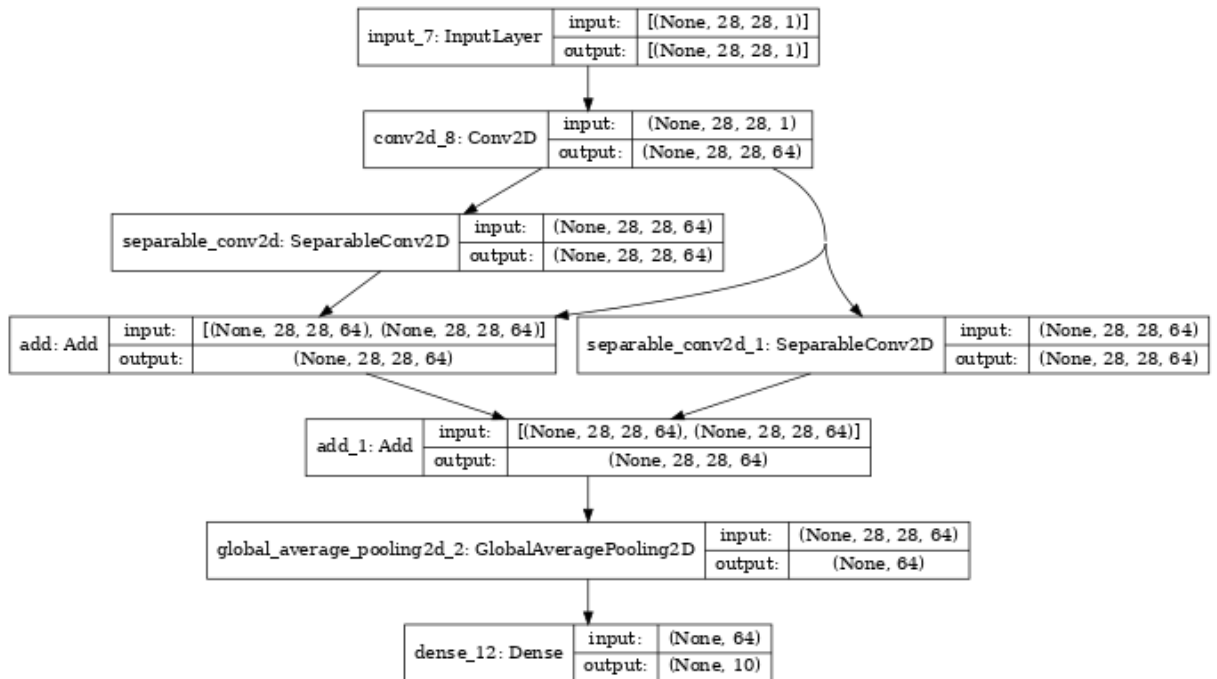 input_7: InputLayer
input:
[(None, 28, 28, 1)]
output:
[(None, 28, 28, 1)]
conv2d_8: Conv2D
input:
(None, 28, 28, 1)
output:
(None, 28, 28, 64)
separable_conv2d: SeparableConv2D
input:
(None, 28, 28, 64)
output:
(None, 28, 28, 64)
add: Add
input:
[(None, 28, 28, 64), (None, 28, 28, 64)]
output:
(None, 28, 28, 64)
separable_conv2d_1: SeparableConv2D
input:
(None, 28, 28, 64)
output:
(None, 28, 28, 64)
add_1: Add
input:
[(None, 28, 28, 64), (None, 28, 28, 64)]
output:
(None, 28, 28, 64)
global_average_pooling2d_2: GlobalAveragePooling2D
input:
(None, 28, 28, 64)
output:
(None, 64)
dense_12: Dense
input:
(None, 64)
output:
(None, 10)